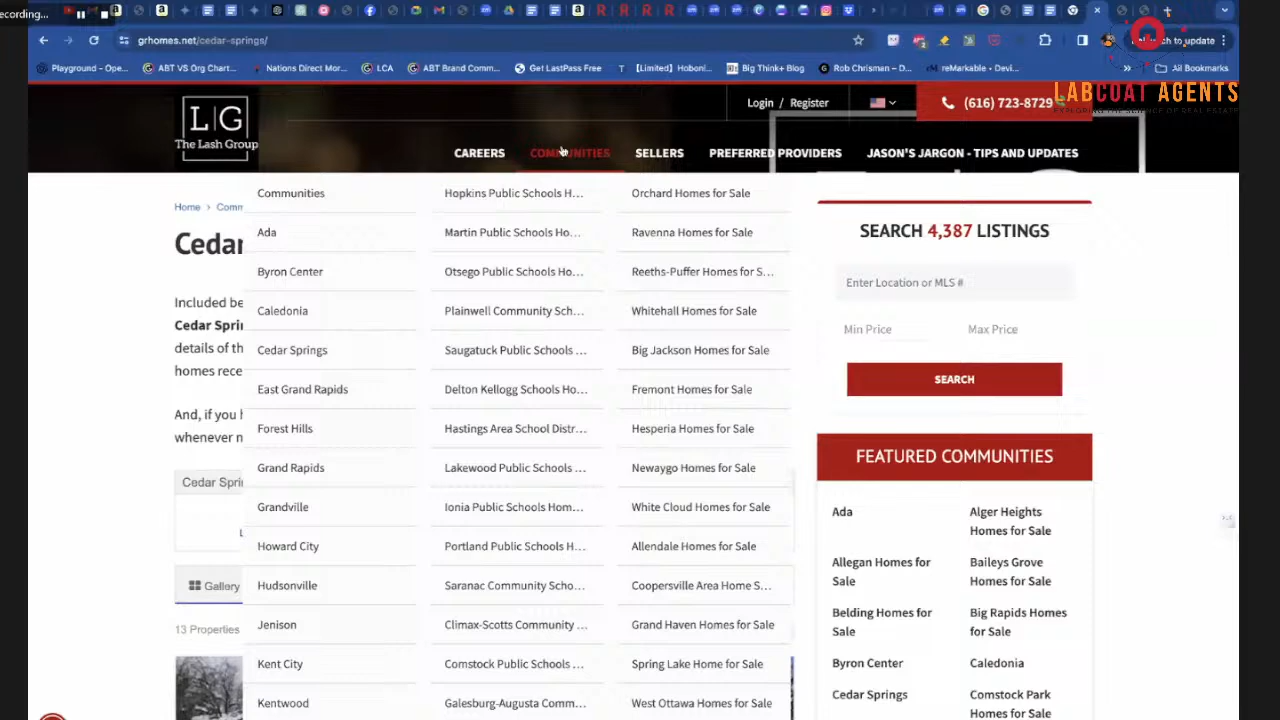 ecording...
grhomes.net/cedar-springs/
to update
Playground – Ope...
ABT VS Org Chart...
Nations Direct Mor...
LCA
ABT Brand Comm...
Get LastPass Free
[Limited] Hoboni...
Big Think+ Blog
Rob Chrisman – D...
reMarkable • Devi...
»
All Bookmarks
LABCOAT AGENTS
EXPLORING THE SCIENCE OF REAL ESTATE
L G
The Lash Group
Login / Register
(616) 723-8729
CAREERS
COMMUNITIES
SELLERS
PREFERRED PROVIDERS
JASON'S JARGON - TIPS AND UPDATES
Home > Comm
Cedar
Included be
Cedar Sprin
details of th
homes rece
And, if you h
whenever n
Cedar Sprin
Gallery
13 Properties
Communities
Ada
Byron Center
Caledonia
Cedar Springs
East Grand Rapids
Forest Hills
Grand Rapids
Grandville
Howard City
Hudsonville
Jenison
Kent City
Kentwood
Hopkins Public Schools H...
Martin Public Schools Ho...
Otsego Public Schools Ho...
Plainwell Community Sch...
Saugatuck Public Schools ...
Delton Kellogg Schools Ho...
Hastings Area School Distr...
Lakewood Public Schools ...
Ionia Public Schools Hom...
Portland Public Schools H...
Saranac Community Scho...
Climax-Scotts Community ...
Comstock Public Schools ...
Galesburg-Augusta Comm...
Orchard Homes for Sale
Ravenna Homes for Sale
Reeths-Puffer Homes for S...
Whitehall Homes for Sale
Big Jackson Homes for Sale
Fremont Homes for Sale
Hesperia Homes for Sale
Newaygo Homes for Sale
White Cloud Homes for Sale
Allendale Homes for Sale
Coopersville Area Home S...
Grand Haven Homes for Sale
Spring Lake Home for Sale
West Ottawa Homes for Sale
SEARCH 4,387 LISTINGS
Enter Location or MLS #
Min Price
Max Price
SEARCH
FEATURED COMMUNITIES
Ada
Allegan Homes for
Sale
Belding Homes for
Sale
Byron Center
Cedar Springs
Alger Heights
Homes for Sale
Baileys Grove
Homes for Sale
Big Rapids Homes
for Sale
Caledonia
Comstock Park
Homes for Sale